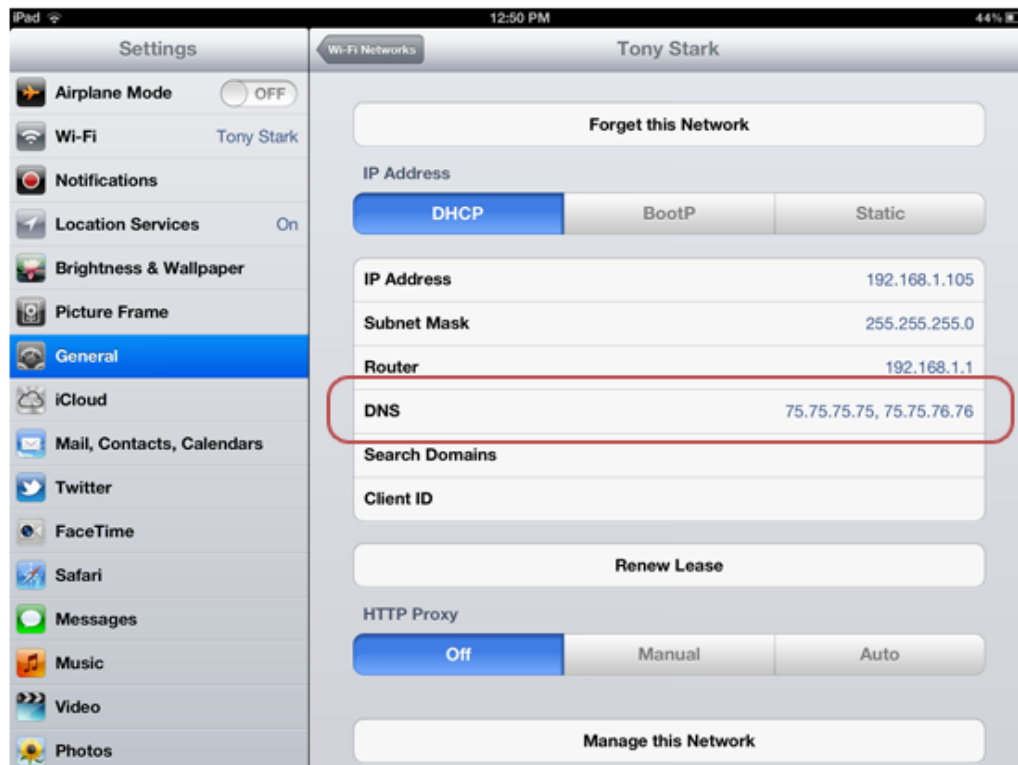 iPad 12:50 PM 44%
Settings
Wi-Fi Networks Tony Stark
Airplane Mode OFF
Wi-Fi Tony Stark
Notifications
Location Services On
Brightness & Wallpaper
Picture Frame
General
iCloud
Mail, Contacts, Calendars
Twitter
FaceTime
Safari
Messages
Music
Video
Photos
Forget this Network
IP Address
DHCP BootP Static
IP Address 192.168.1.105
Subnet Mask 255.255.255.0
Router 192.168.1.1
DNS 75.75.75.75, 75.75.76.76
Search Domains
Client ID
Renew Lease
HTTP Proxy
Off Manual Auto
Manage this Network